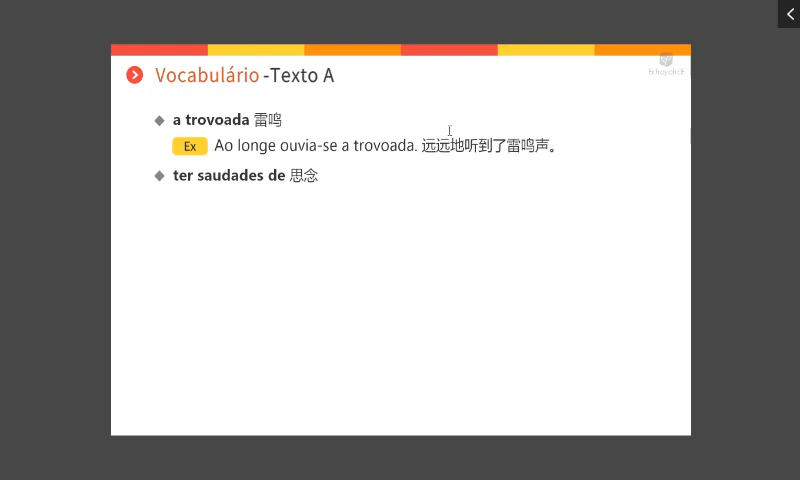 Vocabulário -Texto A
a trovoada 雷鸣
Ex Ao longe ouvia-se a trovoada. 远远地听到了雷鸣声。
ter saudades de 思念